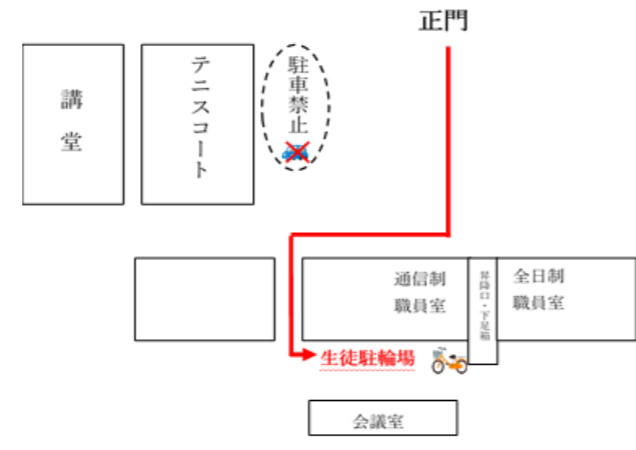 正門
講堂
テニスコート
駐車禁止
通信制
職員室
昇降口・下足箱
全日制
職員室
生徒駐輪場
会議室